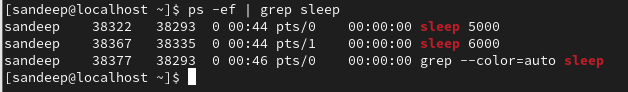 [sandeep@localhost ~]$ ps -ef | grep sleep
sandeep    38322   38293  0 00:44 pts/0    00:00:00 sleep 5000
sandeep    38367   38335  0 00:44 pts/1    00:00:00 sleep 6000
sandeep    38377   38293  0 00:46 pts/0    00:00:00 grep --color=auto sleep
[sandeep@localhost ~]$